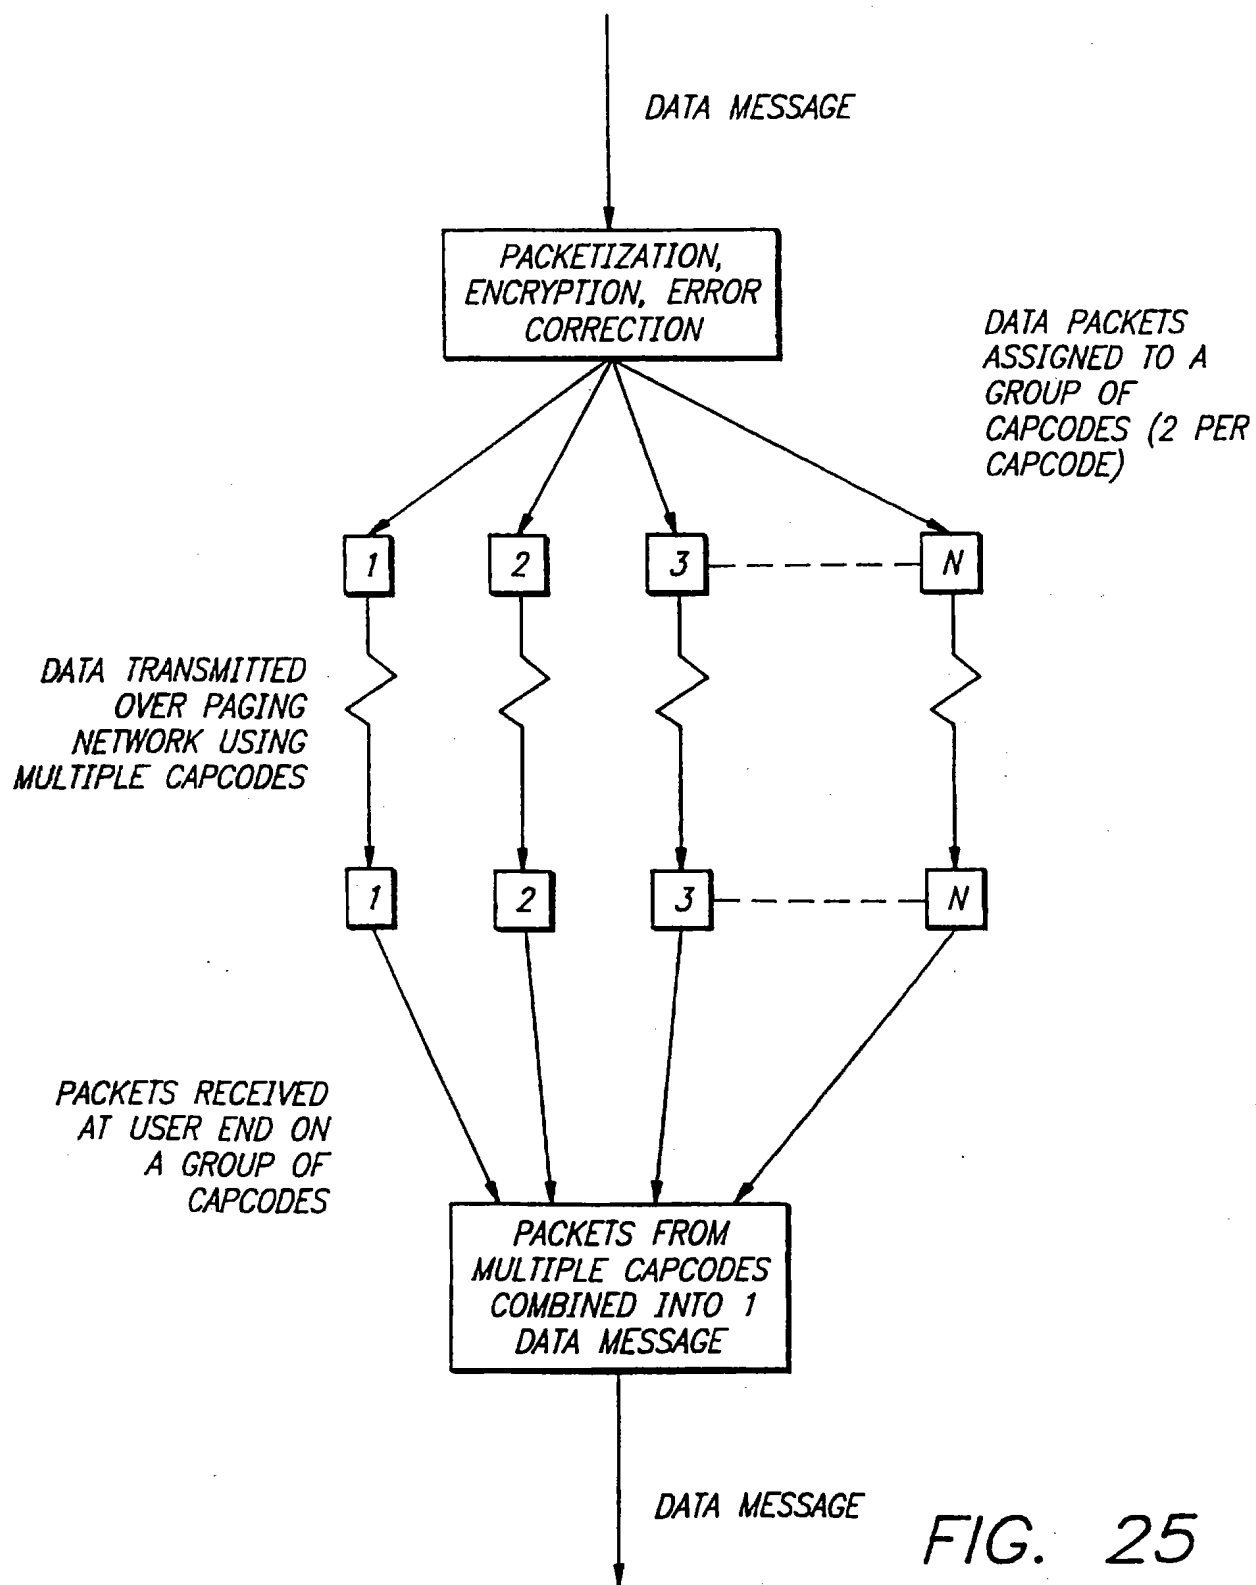 DATA MESSAGE
PACKETIZATION,
ENCRYPTION, ERROR
CORRECTION
DATA PACKETS
ASSIGNED TO A
GROUP OF
CAPCODES (2 PER
CAPCODE)
1
2
3
N
DATA TRANSMITTED
OVER PAGING
NETWORK USING
MULTIPLE CAPCODES
1
2
3
N
PACKETS RECEIVED
AT USER END ON
A GROUP OF
CAPCODES
PACKETS FROM
MULTIPLE CAPCODES
COMBINED INTO 1
DATA MESSAGE
DATA MESSAGE
FIG. 25